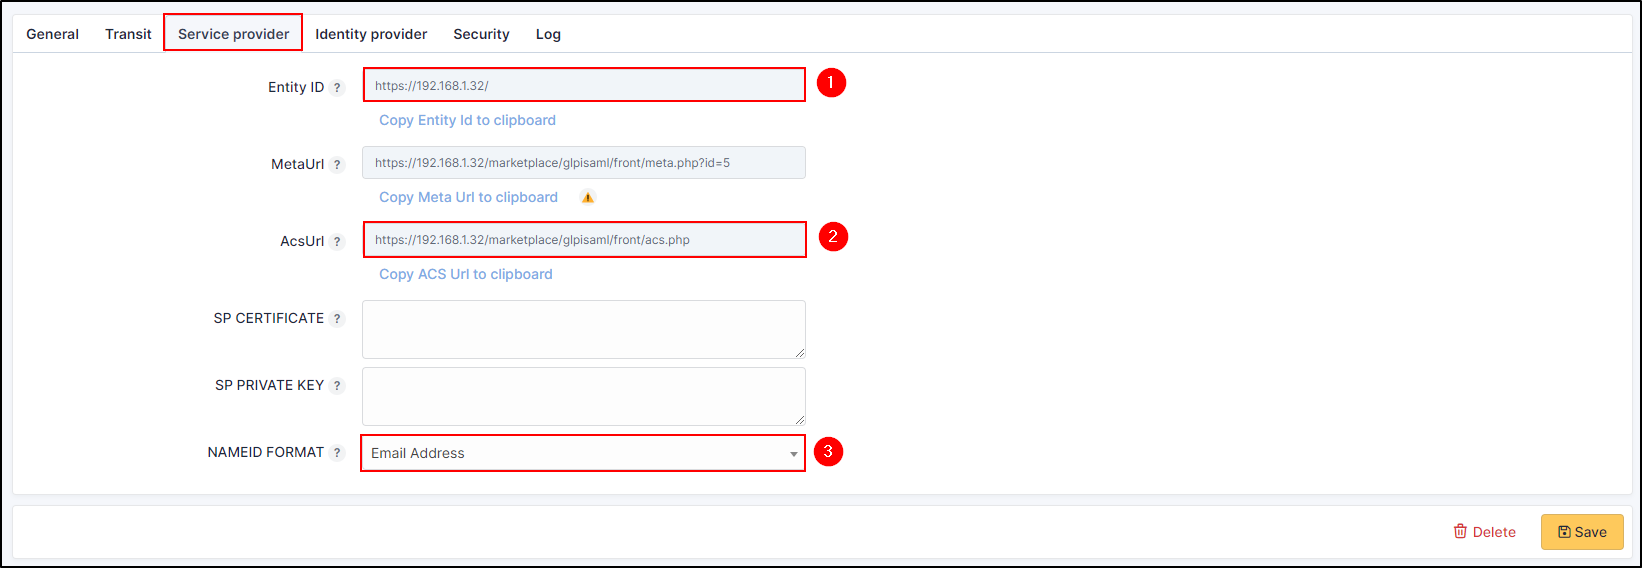 General Transit Service provider Identity provider Security Log
Entity ID ? https://192.168.1.32/ 1
Copy Entity Id to clipboard
MetaUrl ? https://192.168.1.32/marketplace/glpisaml/front/meta.php?id=5
Copy Meta Url to clipboard
AcsUrl ? https://192.168.1.32/marketplace/glpisaml/front/acs.php 2
Copy ACS Url to clipboard
SP CERTIFICATE ?
SP PRIVATE KEY ?
NAMEID FORMAT ? Email Address 3
Delete Save